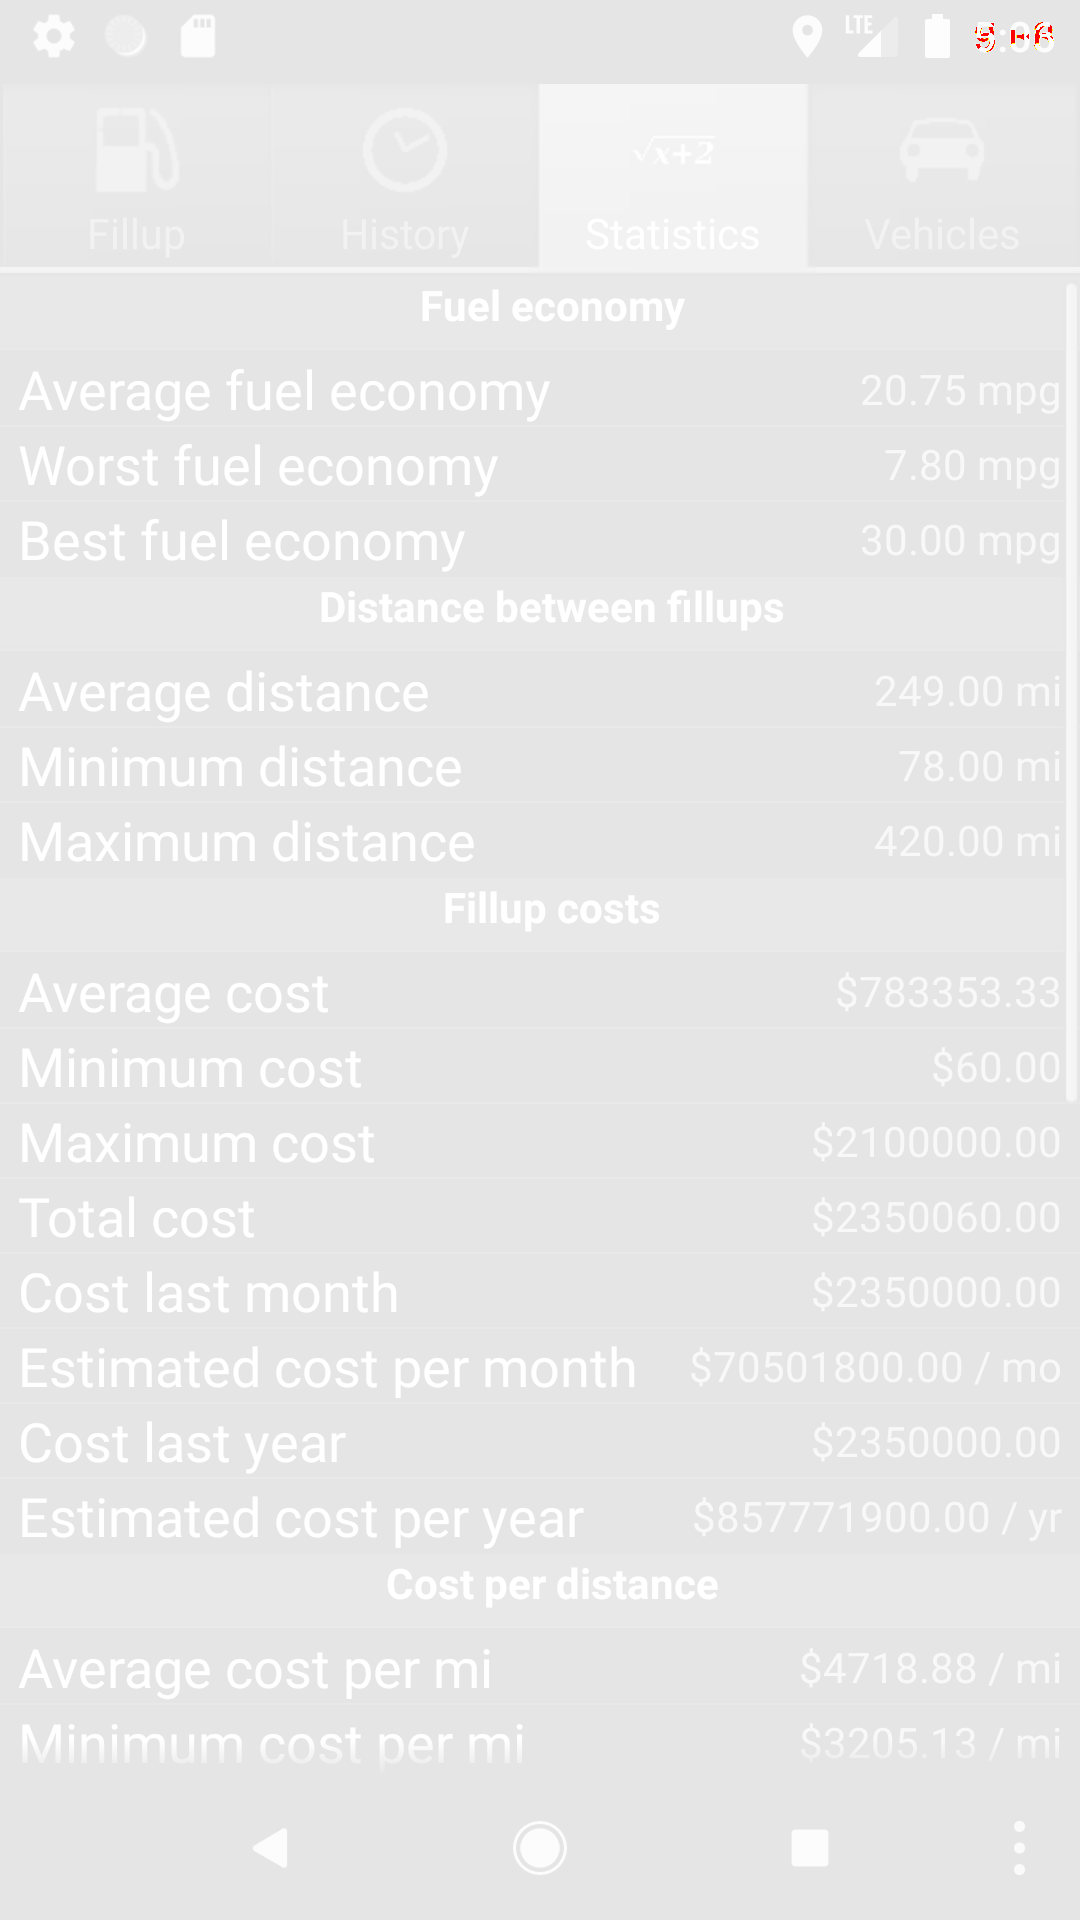 LTE
Fillup
History
√x+2
Statistics
Vehicles
Fuel economy
Average fuel economy 20.75 mpg
Worst fuel economy 7.80 mpg
Best fuel economy 30.00 mpg
Distance between fillups
Average distance 249.00 mi
Minimum distance 78.00 mi
Maximum distance 420.00 mi
Fillup costs
Average cost $783353.33
Minimum cost $60.00
Maximum cost $2100000.00
Total cost $2350060.00
Cost last month $2350000.00
Estimated cost per month $70501800.00 / mo
Cost last year $2350000.00
Estimated cost per year $857771900.00 / yr
Cost per distance
Average cost per mi $4718.88 / mi
Minimum cost per mi $3205.13 / mi